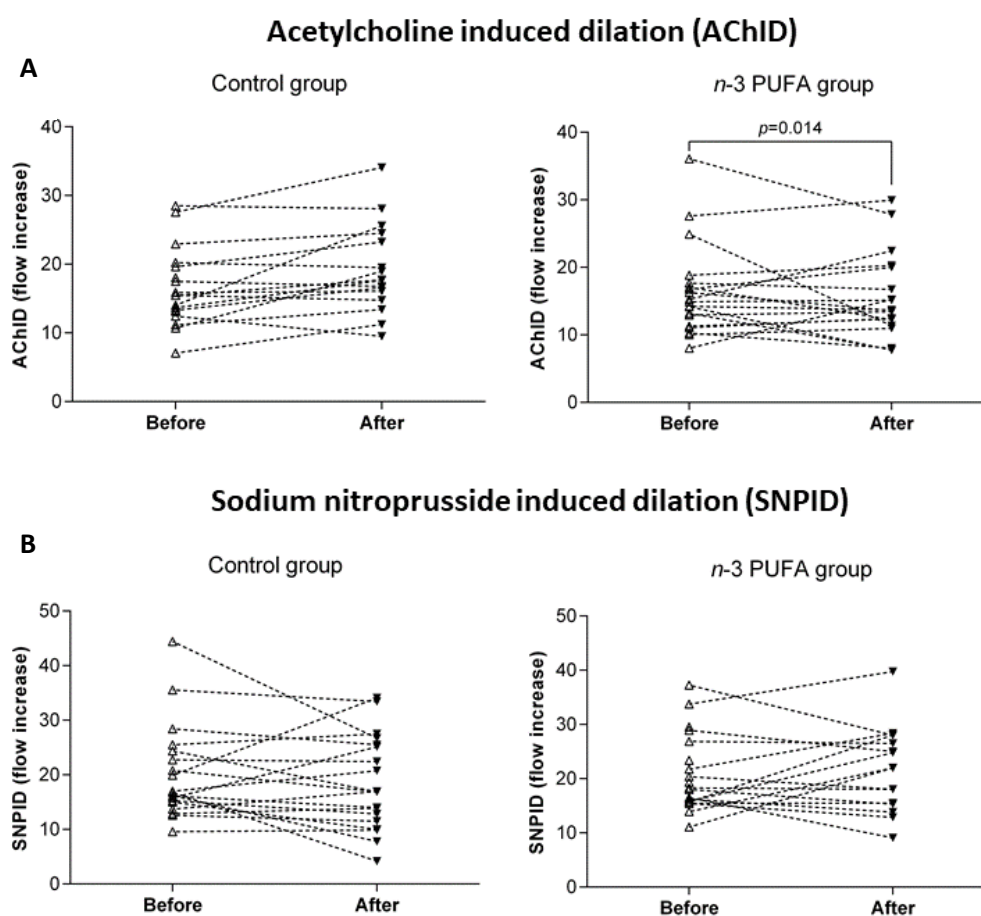 Acetylcholine induced dilation (AChID)
A
Control group
n-3 PUFA group
p=0.014
AChID (flow increase)
40
30
20
10
0
Before
After
AChID (flow increase)
40
30
20
10
0
Before
After
Sodium nitroprusside induced dilation (SNPID)
B
Control group
n-3 PUFA group
SNPID (flow increase)
50
40
30
20
10
0
Before
After
SNPID (flow increase)
50
40
30
20
10
0
Before
After